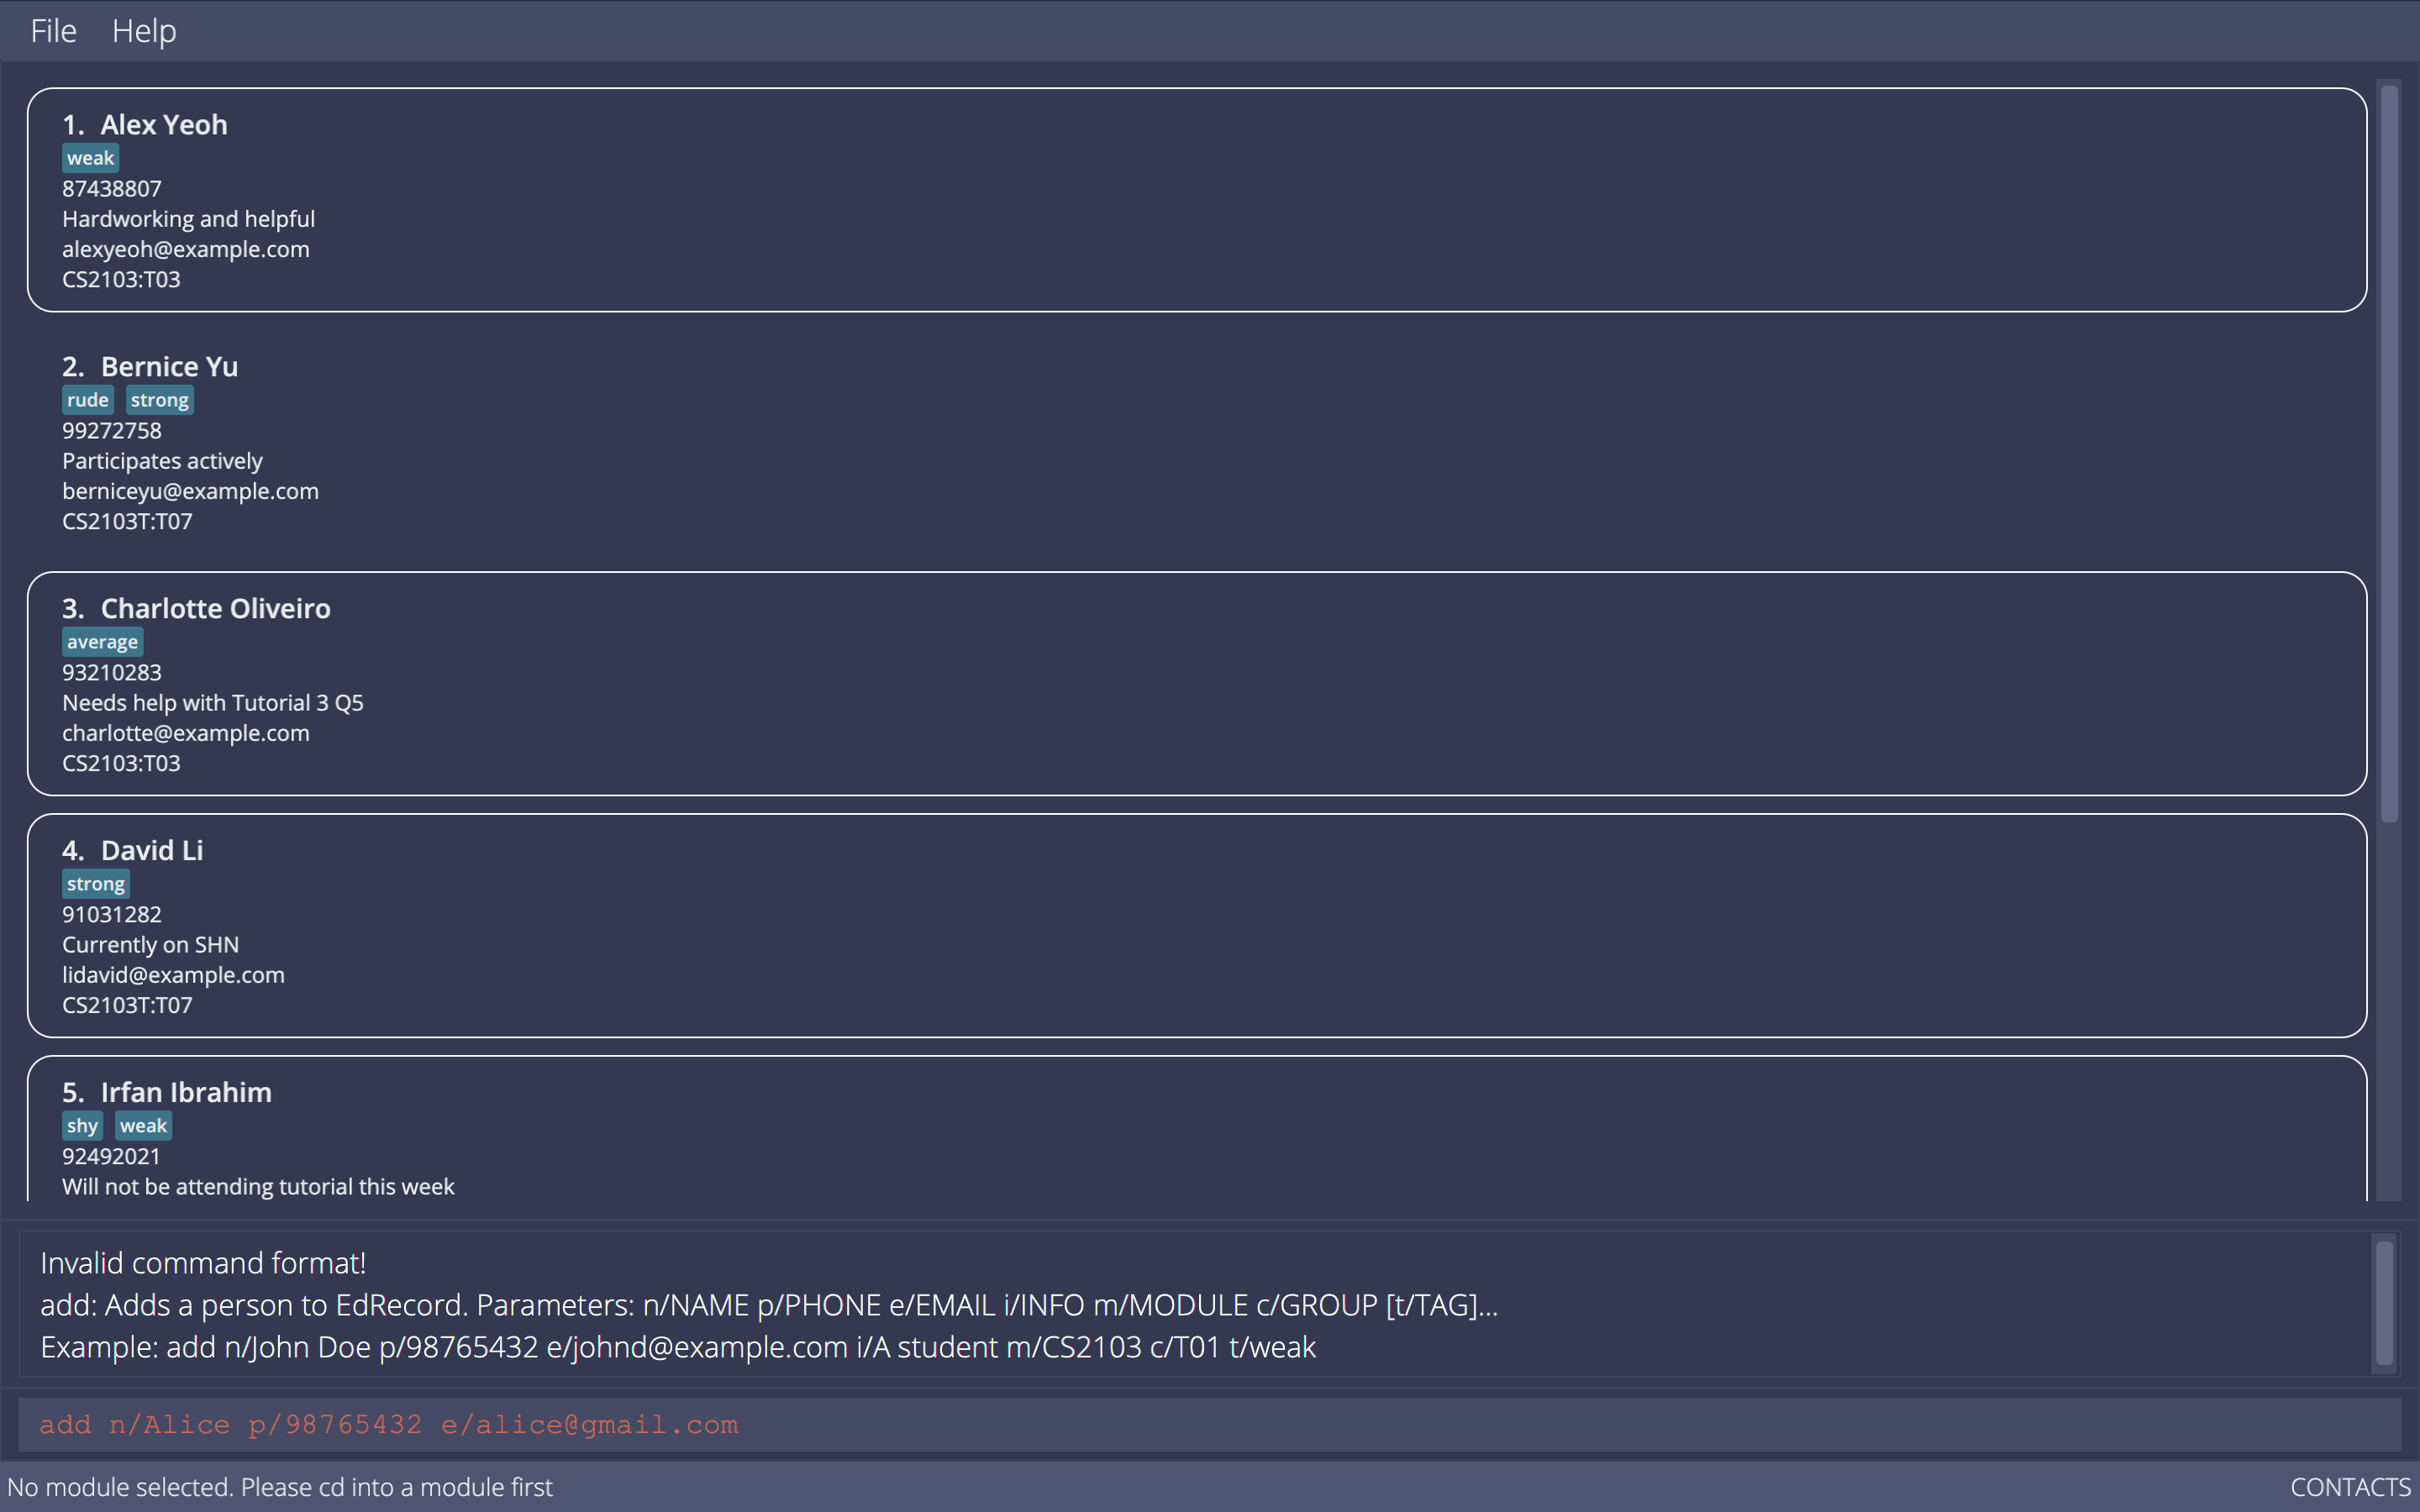 File Help
1. Alex Yeoh
weak
87438807
Hardworking and helpful
alexyeoh@example.com
CS2103:T03
2. Bernice Yu
rude strong
99272758
Participates actively
berniceyu@example.com
CS2103T:T07
3. Charlotte Oliveiro
average
93210283
Needs help with Tutorial 3 Q5
charlotte@example.com
CS2103:T03
4. David Li
strong
91031282
Currently on SHN
lidavid@example.com
CS2103T:T07
5. Irfan Ibrahim
shy weak
92492021
Will not be attending tutorial this week
Invalid command format!
add: Adds a person to EdRecord. Parameters: n/NAME p/PHONE e/EMAIL i/INFO m/MODULE c/GROUP [t/TAG]...
Example: add n/John Doe p/98765432 e/johnd@example.com i/A student m/CS2103 c/T01 t/weak
add n/Alice p/98765432 e/alice@gmail.com
No module selected. Please cd into a module first CONTACTS